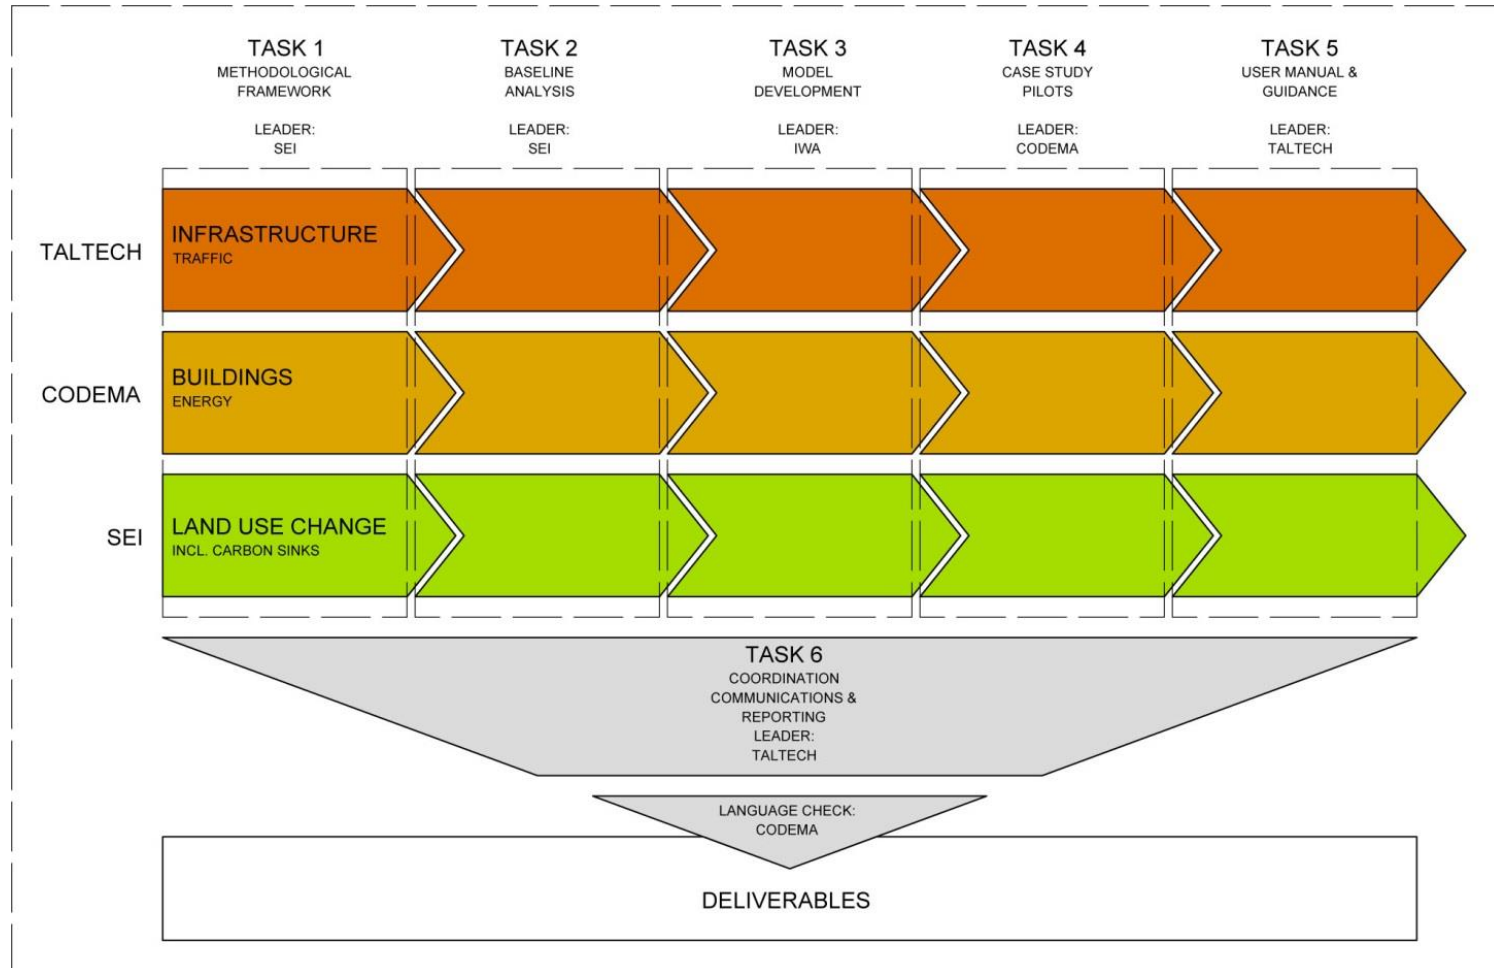 TASK 1
METHODOLOGICAL
FRAMEWORK
LEADER:
SEI
TASK 2
BASELINE
ANALYSIS
LEADER:
SEI
TASK 3
MODEL
DEVELOPMENT
LEADER:
IWA
TASK 4
CASE STUDY
PILOTS
LEADER:
CODEMA
TASK 5
USER MANUAL &
GUIDANCE
LEADER:
TALTECH
TALTECH
INFRASTRUCTURE
TRAFFIC
CODEMA
BUILDINGS
ENERGY
SEI
LAND USE CHANGE
INCL. CARBON SINKS
TASK 6
COORDINATION
COMMUNICATIONS &
REPORTING
LEADER:
TALTECH
LANGUAGE CHECK:
CODEMA
DELIVERABLES